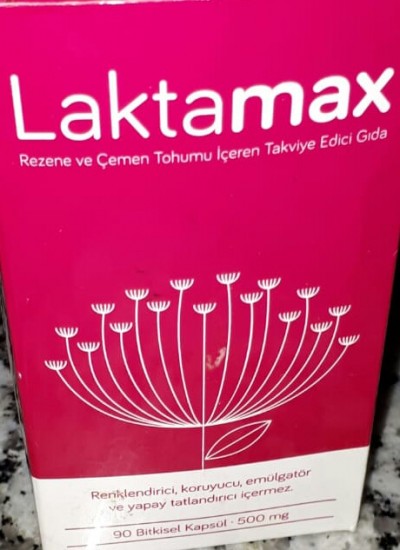 Laktamax
Rezene ve Çemen Tohumu İçeren Takviye Edici Gıda
Renklendirici, koruyucu, emülgatör
ve yapay tatlandırıcı içermez.
90 Bitkisel Kapsül · 500 mg